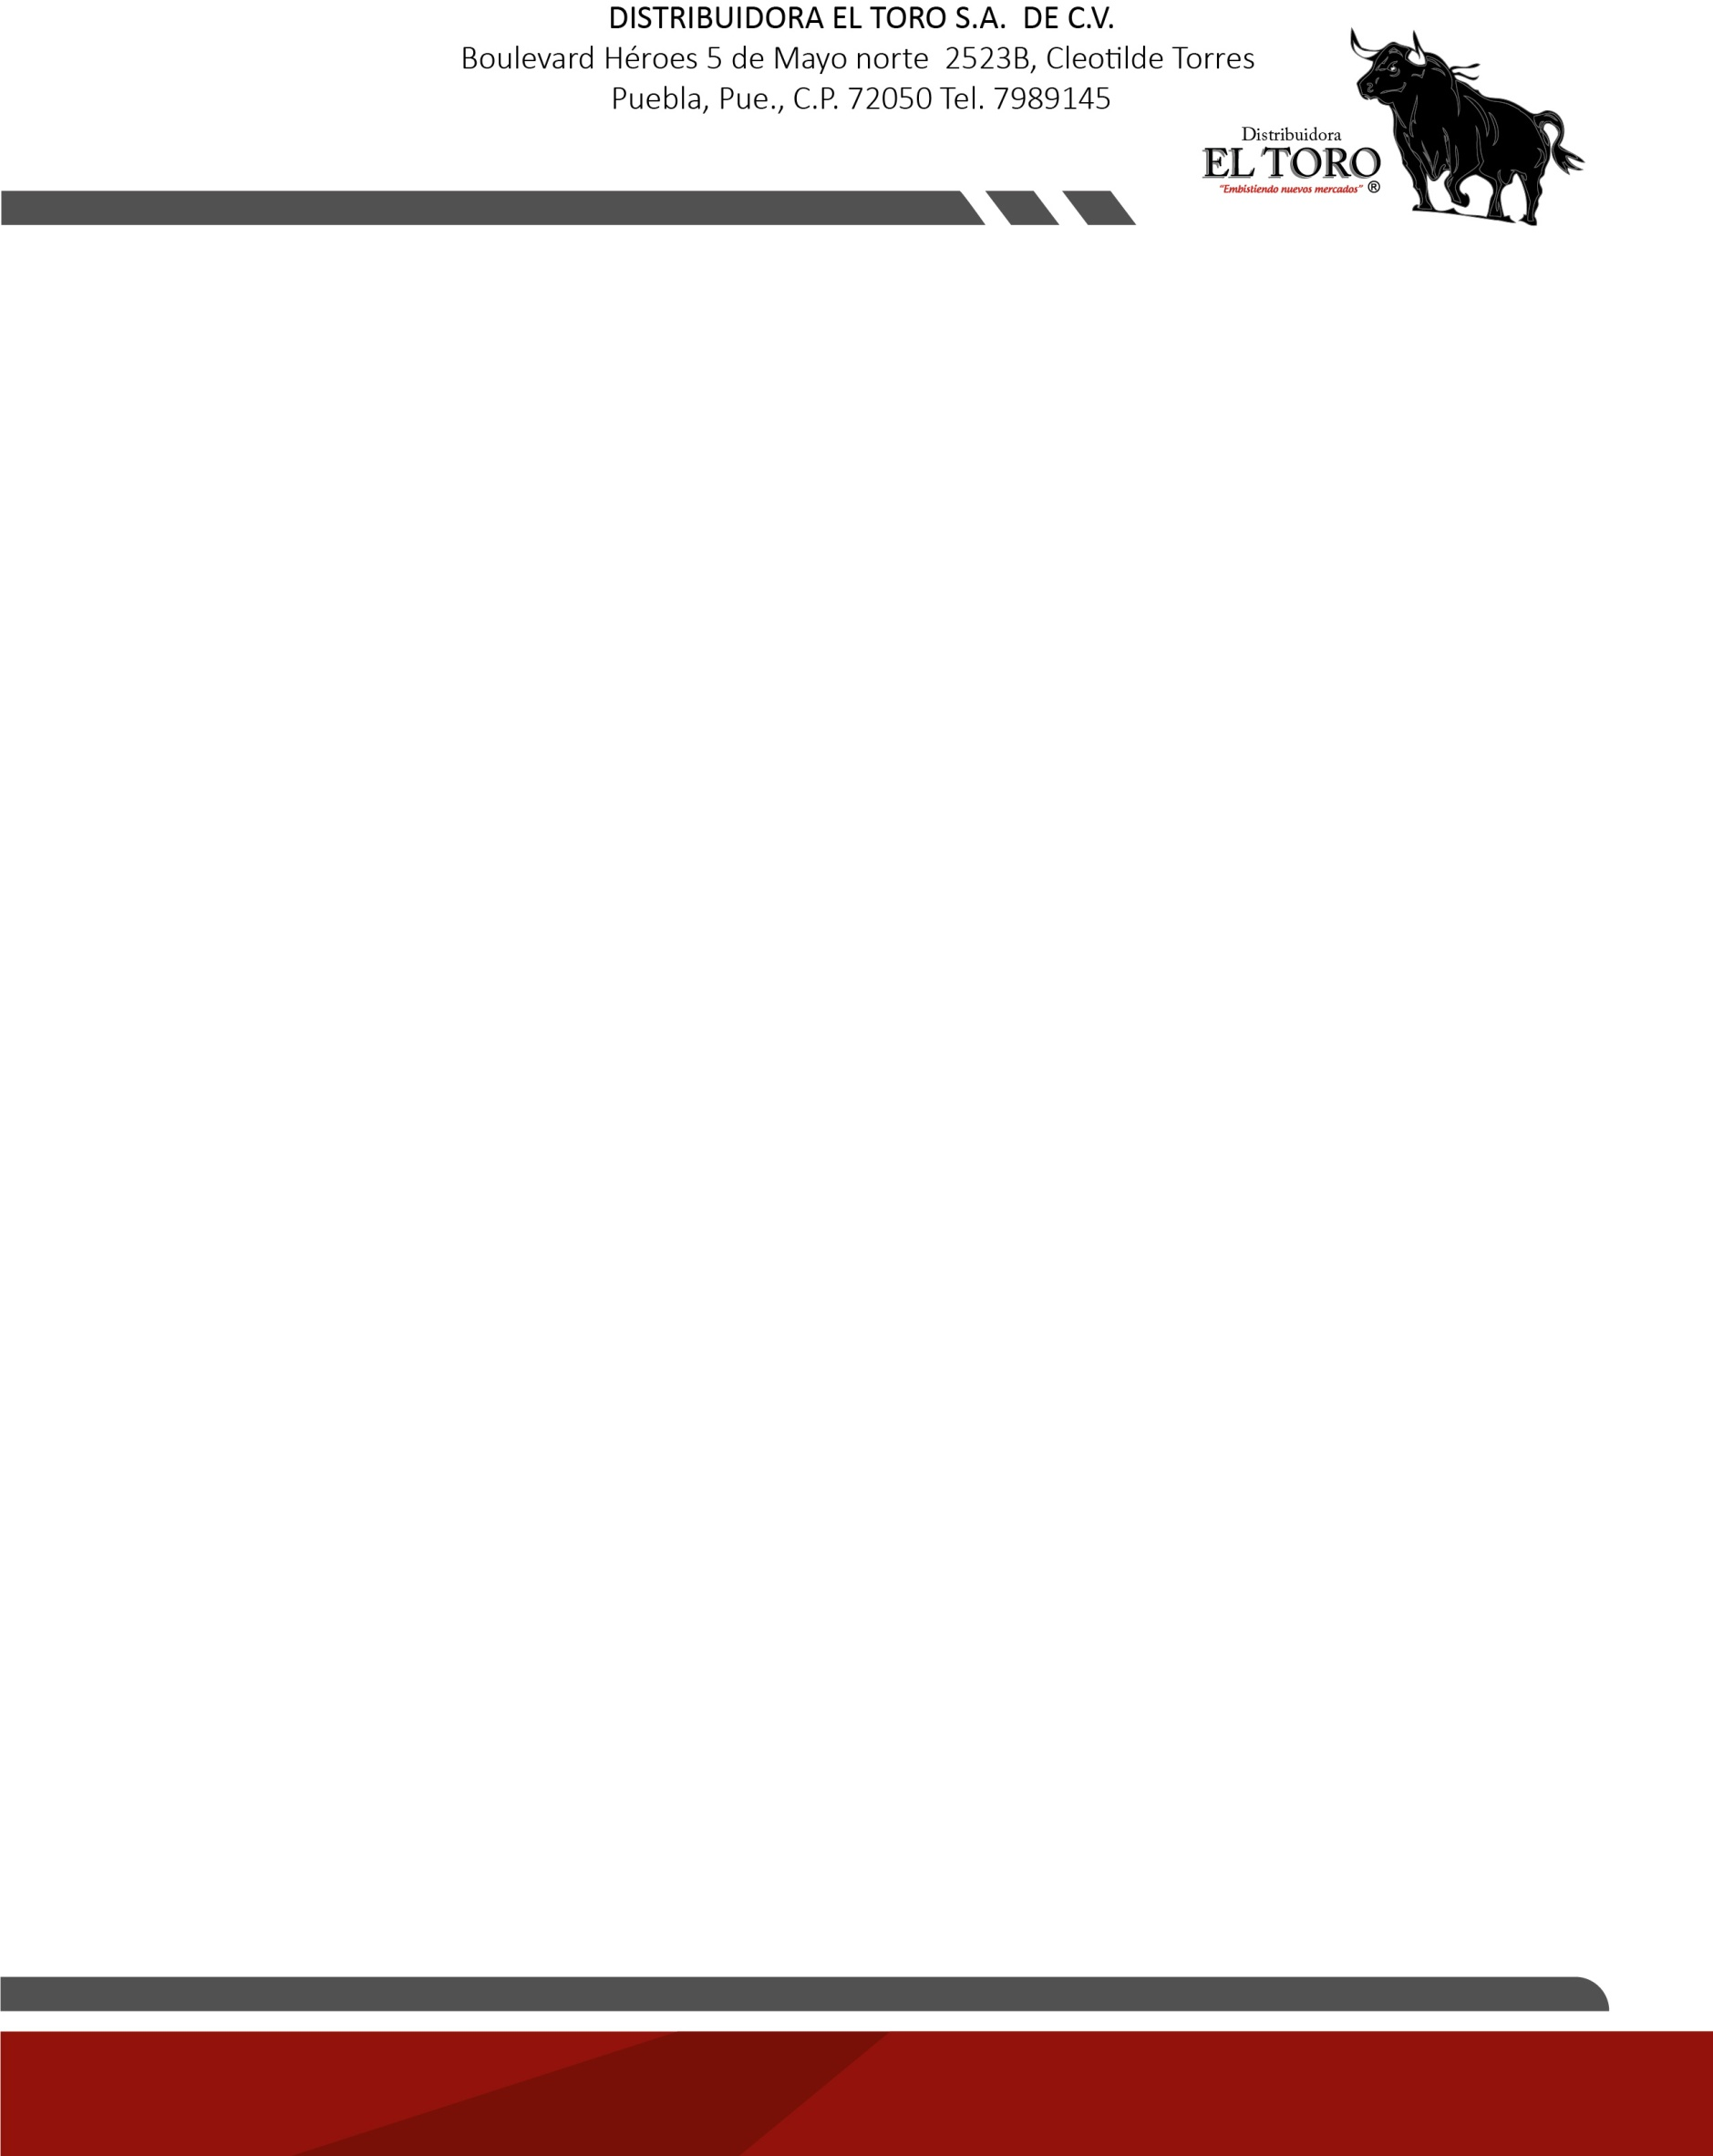 DISTRIBUIDORA EL TORO S.A.  DE C.V.
Boulevard Héroes 5 de Mayo norte  2523B, Cleotilde Torres
Puebla, Pue., C.P. 72050 Tel. 7989145
Distribuidora
EL TORO
"Embistiendo nuevos mercados" ®